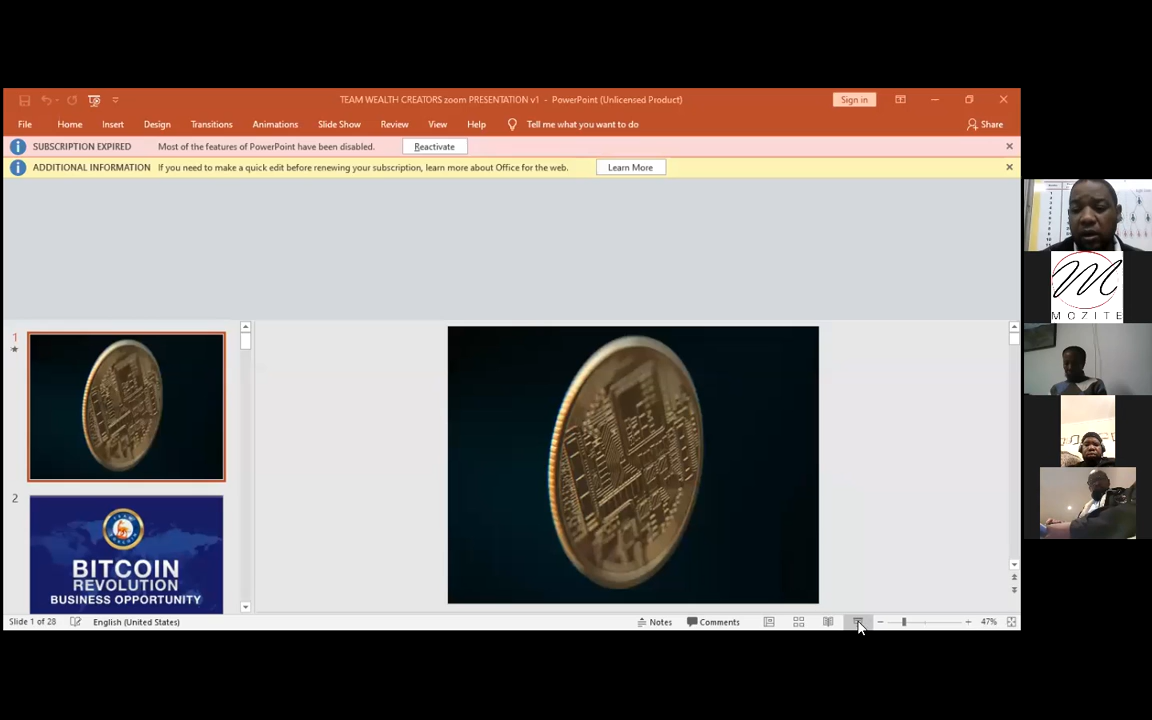 TEAM WEALTH CREATORS zoom PRESENTATION v1 - PowerPoint (Unlicensed Product)
Sign in
File Home Insert Design Transitions Animations Slide Show Review View Help Tell me what you want to do Share
SUBSCRIPTION EXPIRED Most of the features of PowerPoint have been disabled. Reactivate
ADDITIONAL INFORMATION If you need to make a quick edit before renewing your subscription, learn more about Office for the web. Learn More
1
2
BITCOIN
REVOLUTION
BUSINESS OPPORTUNITY
M
MOZITE
Slide 1 of 28 English (United States) Notes Comments 47%